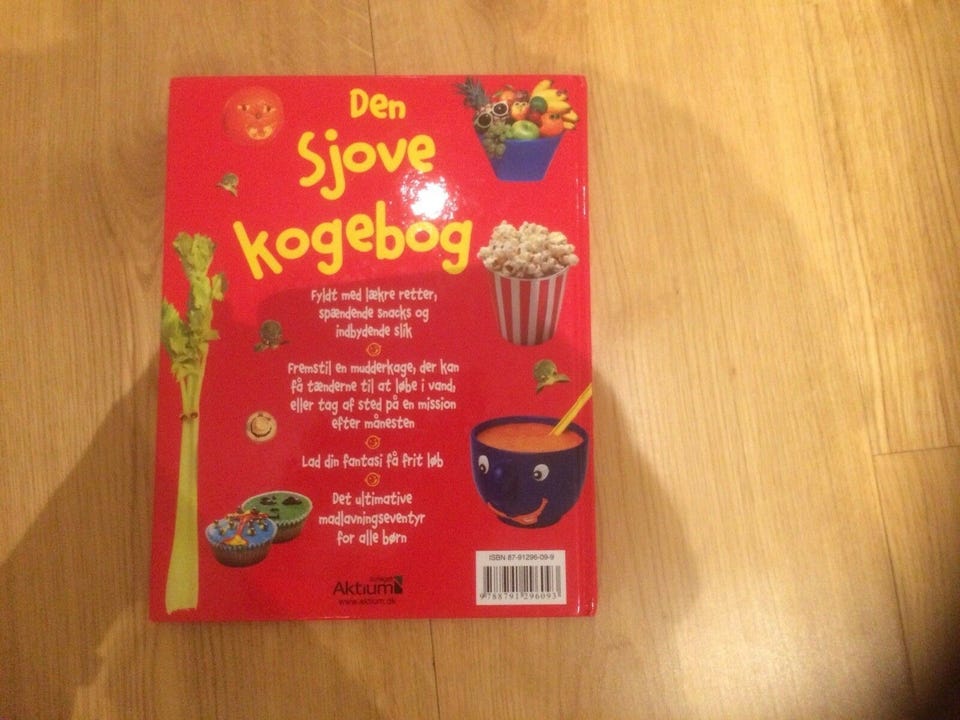 Den
Sjove
kogebog
Fyldt med lækre retter,
spændende snacks og
indbydende slik
Fremstil en mudderkage, der kan
få tænderne til at løbe i vand,
eller tag af sted på en mission
efter månesten
Lad din fantasi få frit løb
Det ultimative
madlavningseventyr
for alle børn
forlaget
Aktium
www.aktium.dk
ISBN 87-91296-09-9
9788791296093